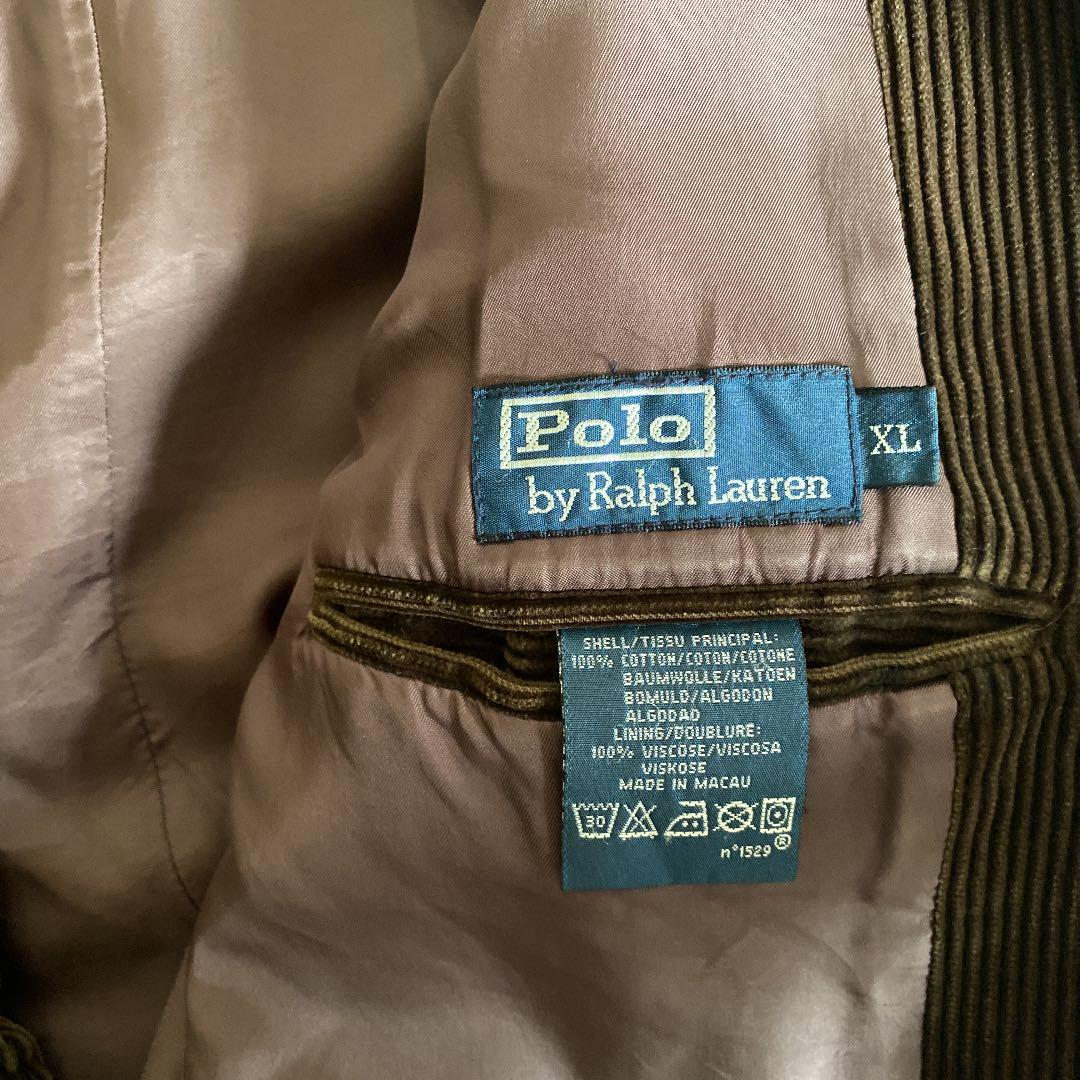 Polo
by Ralph Lauren
XL
SHELL/TISSU PRINCIPAL:
100% COTTON/COTON/COTONE
BAUMWOLLE/KATOEN
BOMULD/ALGODON
ALGODAO
LINING/DOUBLURE:
100% VISCOSE/VISCOSA
VISKOSE
MADE IN MACAU
30
n°1529 ®